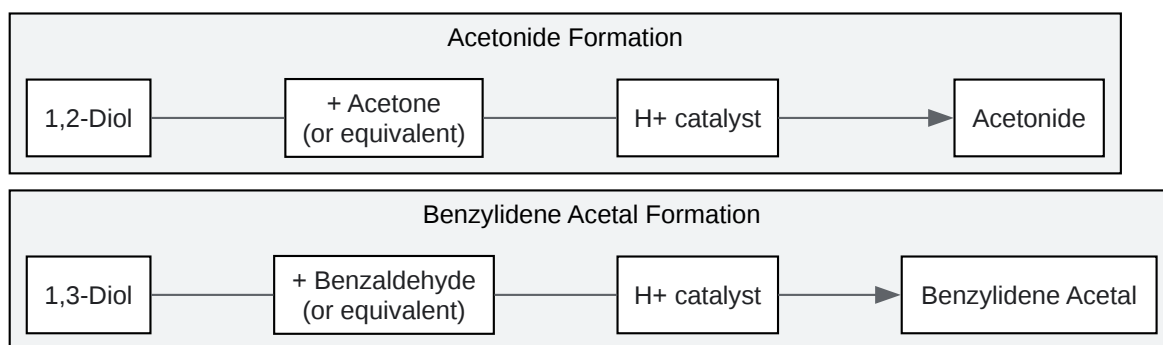 Acetonide Formation
1,2-Diol
+ Acetone
(or equivalent)
H+ catalyst
Acetonide
Benzylidene Acetal Formation
1,3-Diol
+ Benzaldehyde
(or equivalent)
H+ catalyst
Benzylidene Acetal